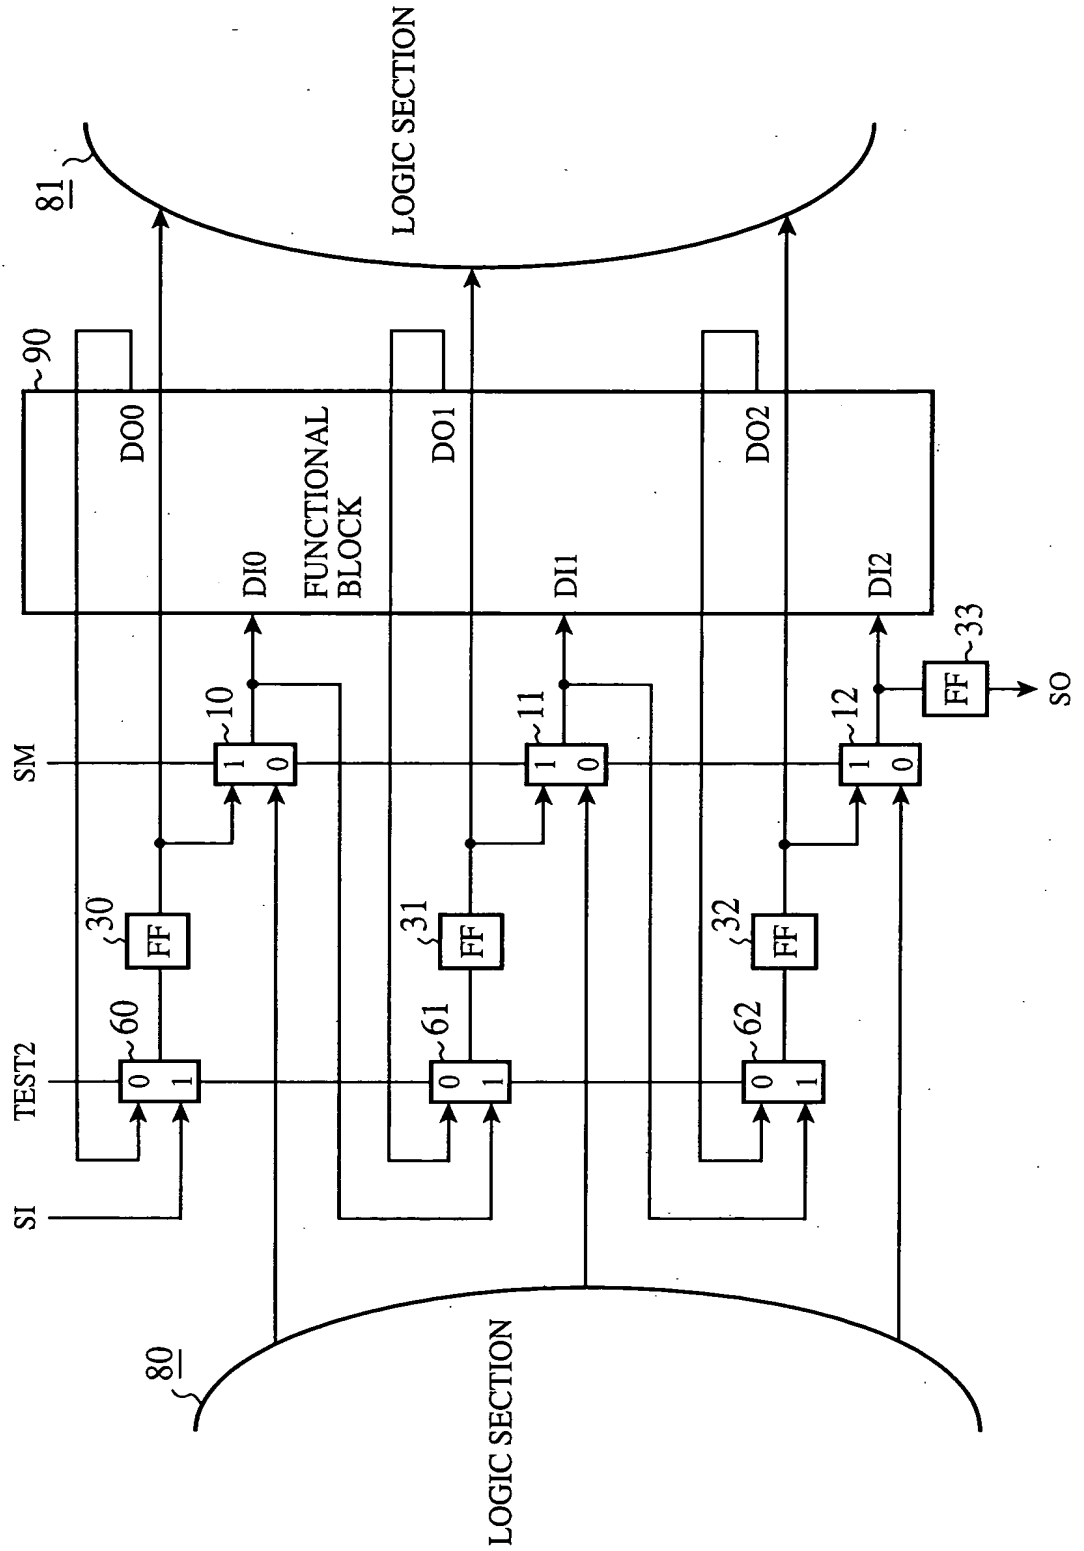 81
LOGIC SECTION
90
DO0
DO1
DO2
FUNCTIONAL
BLOCK
DI0
DI1
DI2
33
FF
SO
SM
10
1
0
11
1
0
12
1
0
30
FF
31
FF
32
FF
TEST2
60
0
1
61
0
1
62
0
1
SI
80
LOGIC SECTION